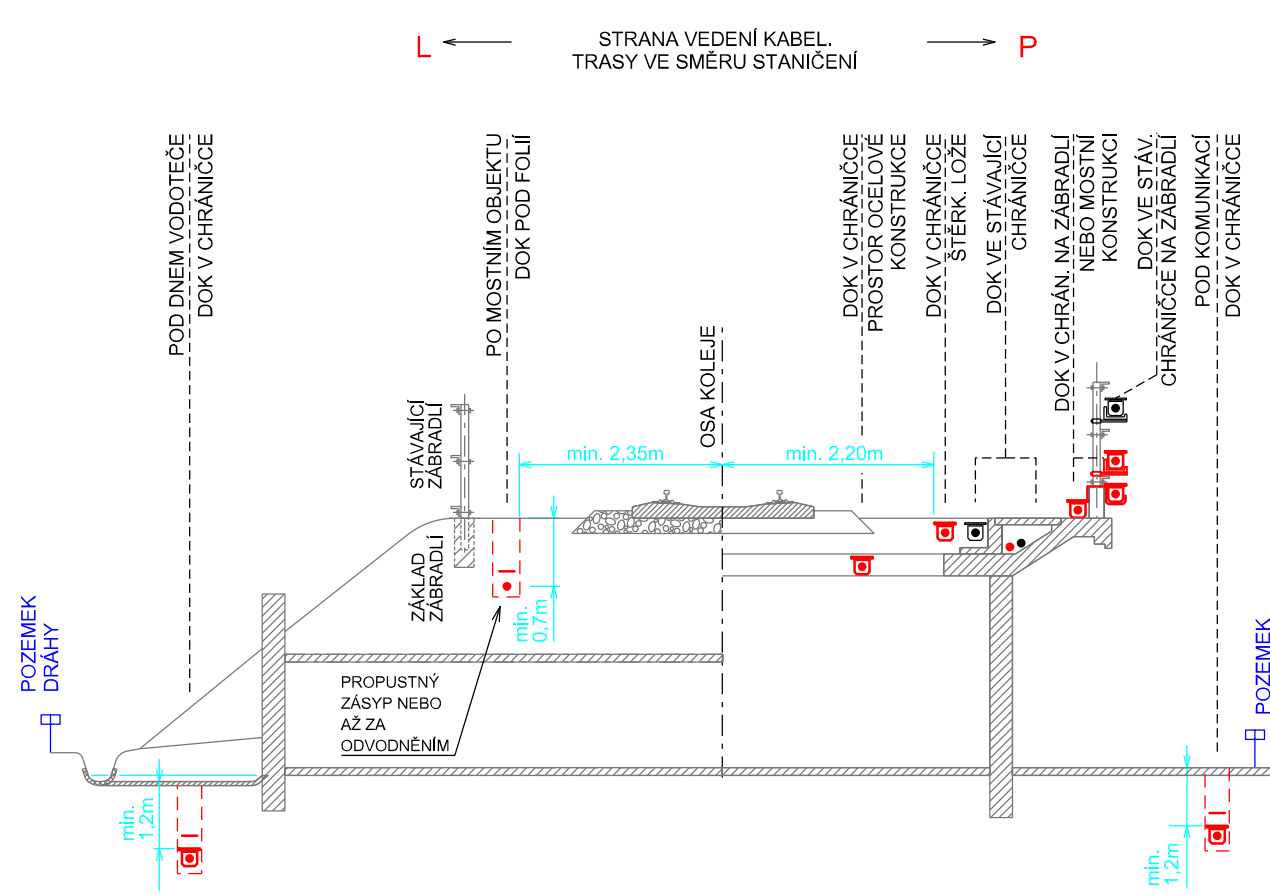 L
STRANA VEDENÍ KABEL.
TRASY VE SMĚRU STANIČENÍ
P
POD DNEM VODOTEČE
DOK V CHRÁNIČCE
PO MOSTNÍM OBJEKTU
DOK POD FOLIÍ
DOK V CHRÁNIČCE
PROSTOR OCELOVÉ
KONSTRUKCE
DOK V CHRÁNIČCE
ŠTĚRK. LOŽE
DOK VE STÁVAJÍCÍ
CHRÁNIČCE
DOK V CHRÁN. NA ZÁBRADLÍ
NEBO MOSTNÍ
KONSTRUKCI
DOK VE STÁV.
CHRÁNIČCE NA ZÁBRADLÍ
POD KOMUNIKACÍ
DOK V CHRÁNIČCE
OSA KOLEJE
STÁVAJÍCÍ
ZÁBRADLÍ
min. 2,35m
min. 2,20m
ZÁKLAD
ZÁBRADLÍ
min.
0,7m
POZEMEK
DRÁHY
PROPUSTNÝ
ZÁSYP NEBO
AŽ ZA
ODVODNĚNÍM
POZEMEK
min.
1,2m
min.
1,2m